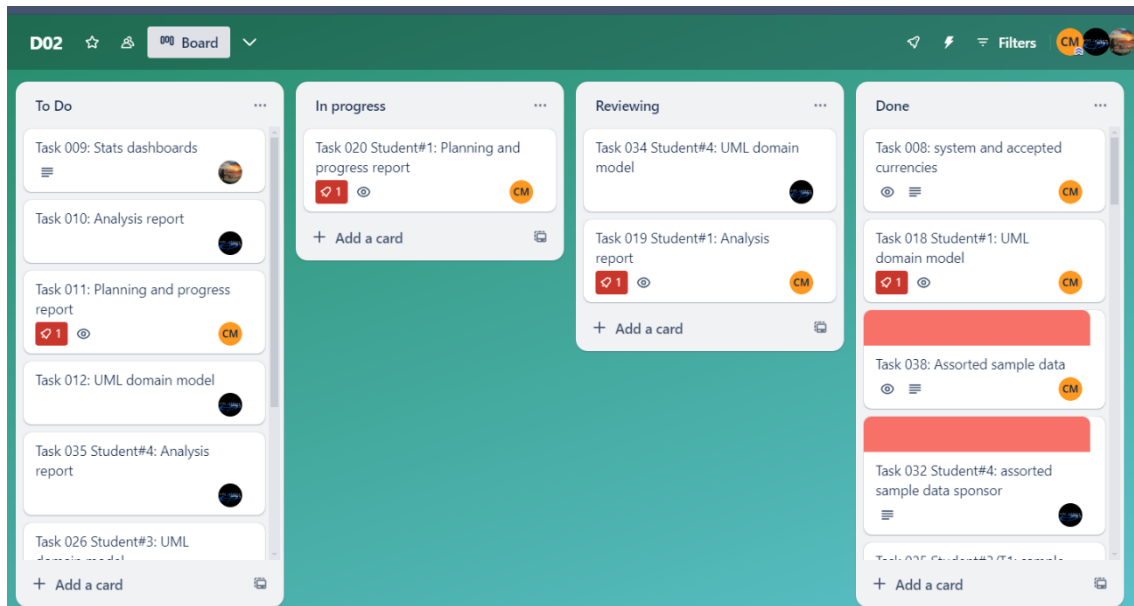 D02
Board
Filters
CM
To Do
Task 009: Stats dashboards
Task 010: Analysis report
Task 011: Planning and progress
report
1
CM
Task 012: UML domain model
Task 035 Student#4: Analysis
report
Task 026 Student#3: UML
domain model
+ Add a card
In progress
Task 020 Student#1: Planning and
progress report
1
CM
+ Add a card
Reviewing
Task 034 Student#4: UML domain
model
Task 019 Student#1: Analysis
report
1
CM
+ Add a card
Done
Task 008: system and accepted
currencies
CM
Task 018 Student#1: UML
domain model
1
CM
Task 038: Assorted sample data
CM
Task 032 Student#4: assorted
sample data sponsor
+ Add a card